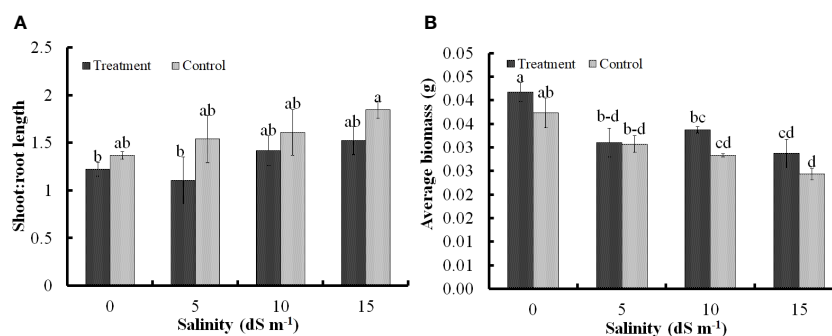 A
B
2.5
2
1.5
1
0.5
0
Shoot:root length
Treatment
Control
b
ab
b
ab
ab
ab
ab
a
0
5
10
15
Salinity (dS m-1)
0.05
0.05
0.04
0.04
0.03
0.03
0.02
0.02
0.01
0.01
0.00
Average biomass (g)
Treatment
Control
a
ab
b-d
b-d
bc
cd
cd
d
0
5
10
15
Salinity (dS m-1)